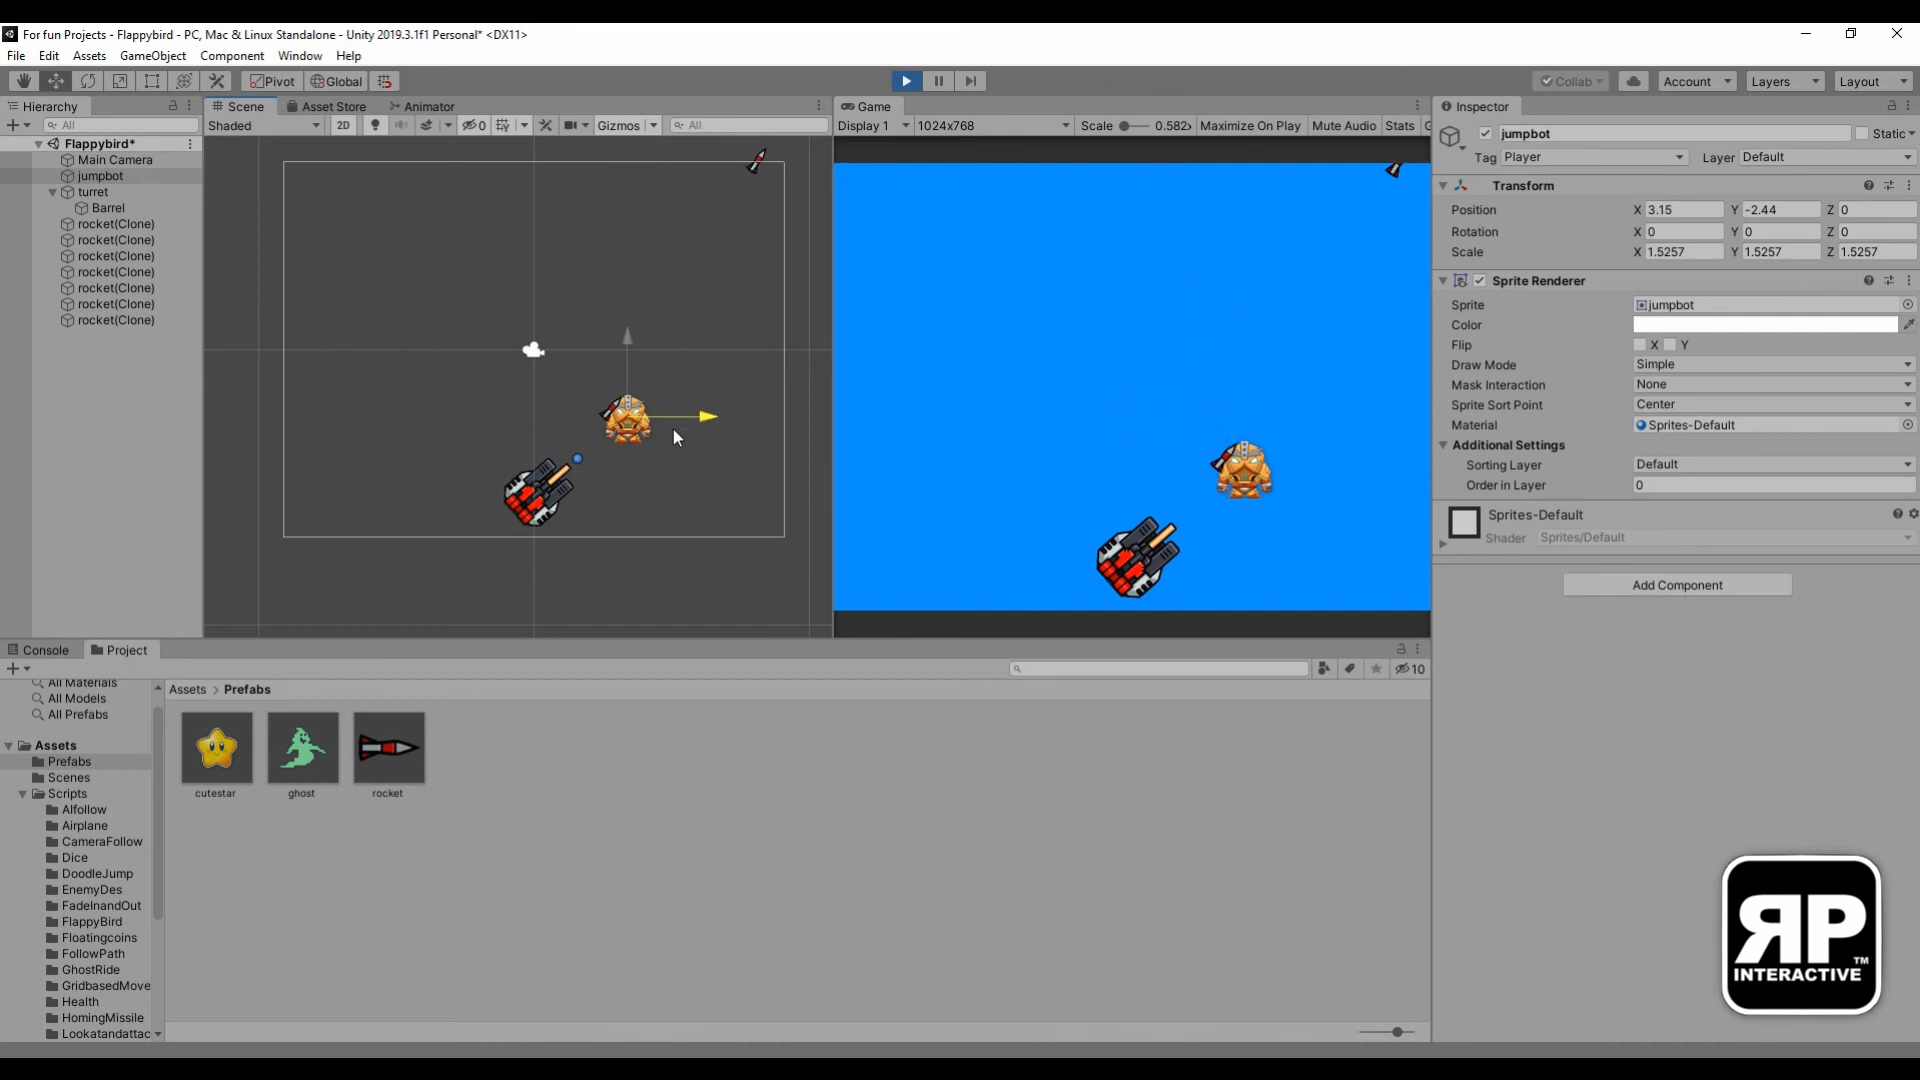 For fun Projects - Flappybird - PC, Mac & Linux Standalone - Unity 2019.3.1f1 Personal* <DX11>
File Edit Assets GameObject Component Window Help
Pivot Global Collab Account Layers Layout
Hierarchy Scene Asset Store Animator Game Inspector
All Shaded 2D 0 Gizmos All Display 1 1024x768 Scale 0.582x Maximize On Play Mute Audio Stats G
Flappybird*
Main Camera
jumpbot
turret
Barrel
rocket(Clone)
rocket(Clone)
rocket(Clone)
rocket(Clone)
rocket(Clone)
rocket(Clone)
rocket(Clone)
jumpbot Static
Tag Player Layer Default
Transform
Position X 3.15 Y -2.44 Z 0
Rotation X 0 Y 0 Z 0
Scale X 1.5257 Y 1.5257 Z 1.5257
Sprite Renderer
Sprite jumpbot
Color
Flip X Y
Draw Mode Simple
Mask Interaction None
Sprite Sort Point Center
Material Sprites-Default
Additional Settings
Sorting Layer Default
Order in Layer 0
Sprites-Default
Shader Sprites/Default
Add Component
Console Project
10
All Materials
All Models
All Prefabs
Assets
Prefabs
Scenes
Scripts
AIfollow
Airplane
CameraFollow
Dice
DoodleJump
EnemyDes
FadeInandOut
FlappyBird
Floatingcoins
FollowPath
GhostRide
GridbasedMove
Health
HomingMissile
Lookatandattac
Assets > Prefabs
cutestar ghost rocket
RP TM
INTERACTIVE